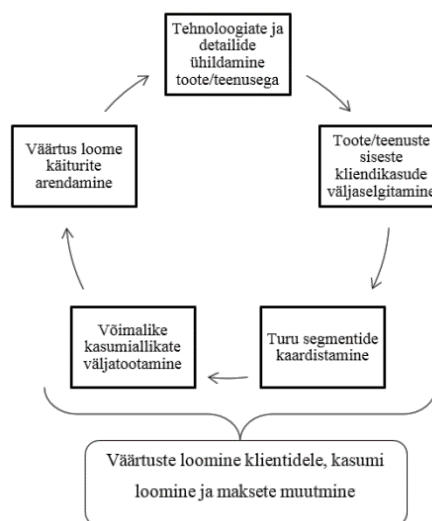 Tehnoloogiate ja
detailide
ühildamine
toote/teenusega
Toote/teenuste
siseste
kliendikasude
väljaselgitamine
Turu segmentide
kaardistamine
Võimalike
kasumiallikate
väljatootamine
Väärtus loome
käiturite
arendamine
Väärtuste loomine klientidele, kasumi
loomine ja maksete muutmine